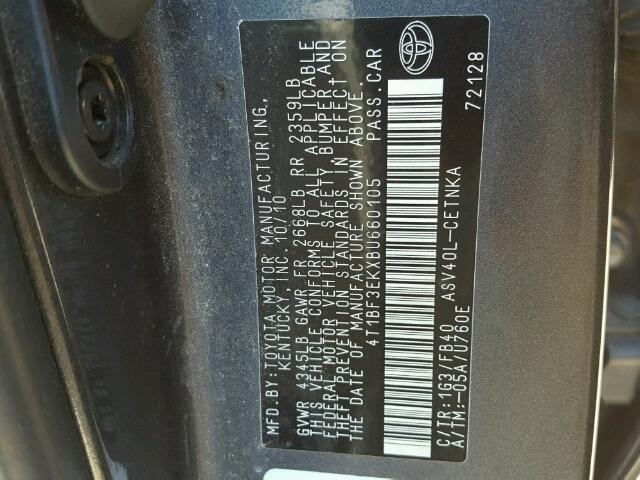 MFD.BY:TOYOTA MOTOR MANUFACTURING,
KENTUCKY, INC. 10/10
GVWR 4345LB GAWR FR 2668LB RR 2359LB
THIS VEHICLE CONFORMS TO ALL APPLICABLE
FEDERAL MOTOR VEHICLE SAFETY, BUMPER, AND
THEFT PREVENTION STANDARDS IN EFFECT ON
THE DATE OF MANUFACTURE SHOWN ABOVE.
4T1BF3EKXBU660105 PASS.CAR
C/TR:1G3/FB40 ASV40L-CETNKA
A/TM:-05A/U760E 72128